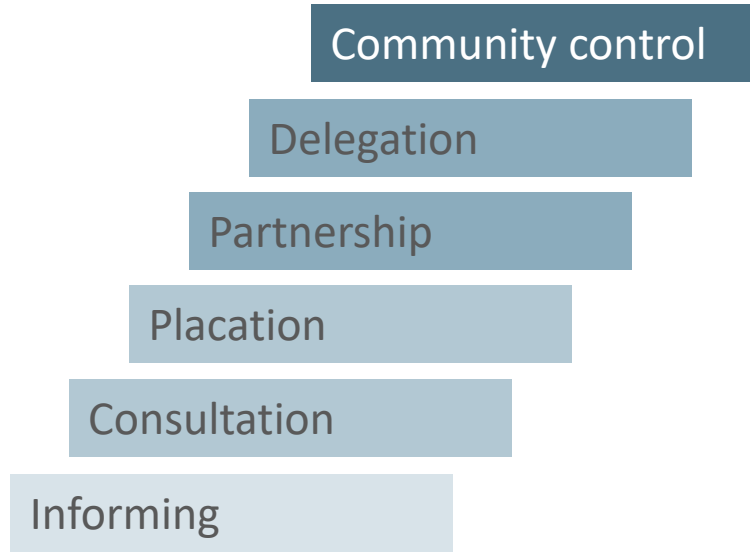 Community control
Delegation
Partnership
Placation
Consultation
Informing